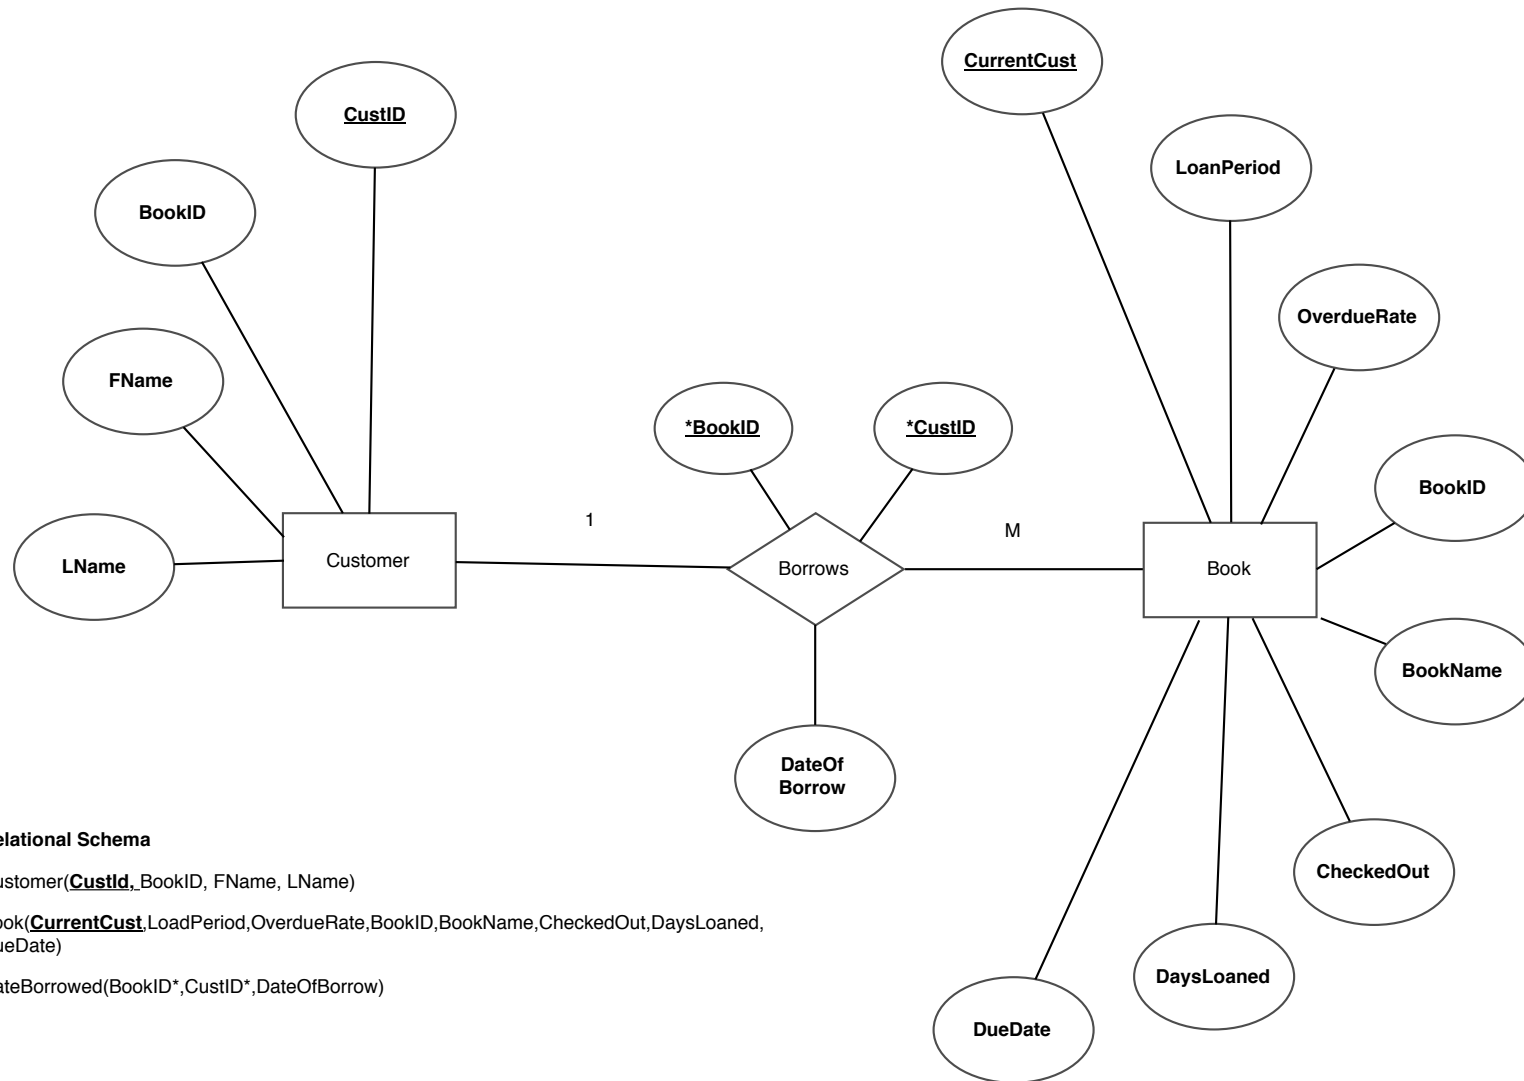 CurrentCust
CustID
LoanPeriod
BookID
OverdueRate
FName
*BookID
*CustID
BookID
1
M
LName
Customer
Borrows
Book
BookName
DateOf
Borrow
elational Schema
CheckedOut
ustomer(CustId, BookID, FName, LName)
ook(CurrentCust,LoadPeriod,OverdueRate,BookID,BookName,CheckedOut,DaysLoaned,
ueDate)
DaysLoaned
ateBorrowed(BookID*,CustID*,DateOfBorrow)
DueDate